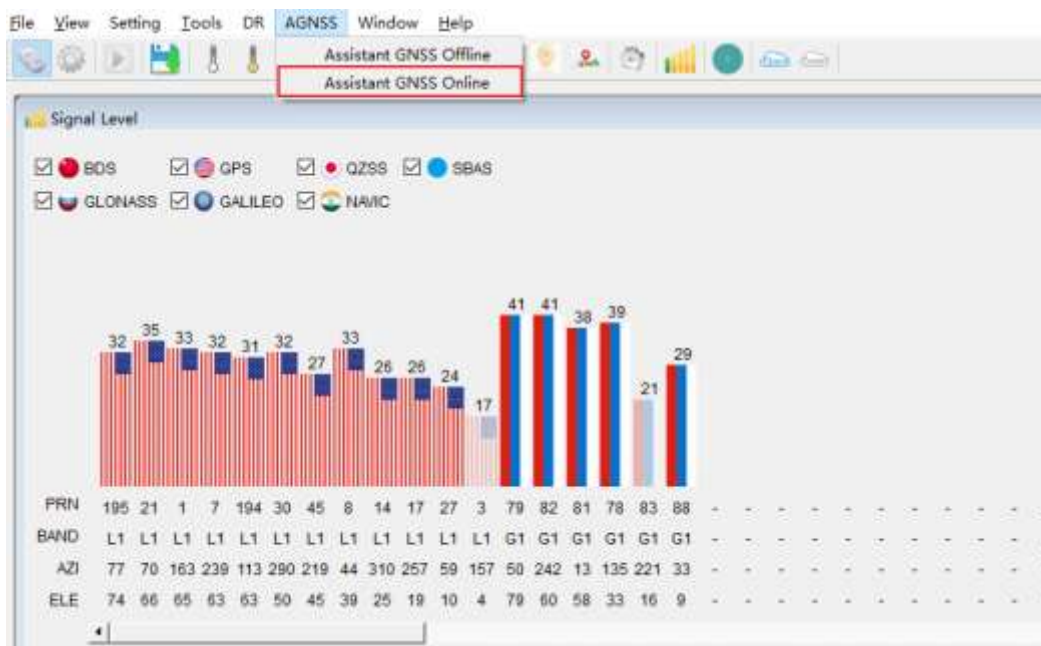 File View Setting Tools DR AGNSS Window Help
Assistant GNSS Offline
Assistant GNSS Online
Signal Level
BDS GPS QZSS SBAS
GLONASS GALILEO NAVIC
32 35 33 32 31 32 27 33 26 26 24 17 41 41 38 39 21 29
PRN 195 21 1 7 194 30 45 8 14 17 27 3 79 82 81 78 83 88 - - - - - - - - - -
BAND L1 L1 L1 L1 L1 L1 L1 L1 L1 L1 L1 L1 G1 G1 G1 G1 G1 G1 - - - - - - - - - -
AZI 77 70 163 239 113 290 219 44 310 257 59 157 50 242 13 135 221 33 - - - - - - - - - -
ELE 74 66 65 63 63 50 45 39 25 19 10 4 79 60 58 33 16 9 - - - - - - - - - -